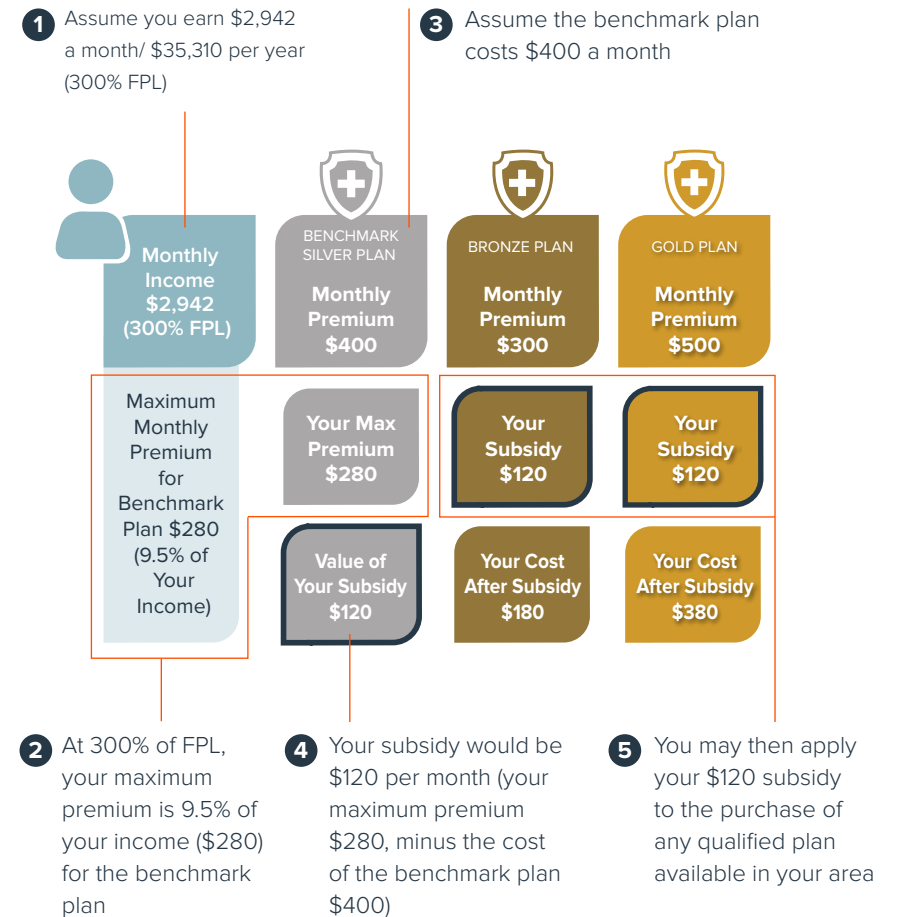 1
Assume you earn $2,942
a month/ $35,310 per year
(300% FPL)
3
Assume the benchmark plan
costs $400 a month
Monthly
Income
$2,942
(300% FPL)
BENCHMARK
SILVER PLAN
Monthly
Premium
$400
BRONZE PLAN
Monthly
Premium
$300
GOLD PLAN
Monthly
Premium
$500
Maximum
Monthly
Premium
for
Benchmark
Plan $280
(9.5% of
Your
Income)
Your Max
Premium
$280
Your
Subsidy
$120
Your
Subsidy
$120
Value of
Your Subsidy
$120
Your Cost
After Subsidy
$180
Your Cost
After Subsidy
$380
2
At 300% of FPL,
your maximum
premium is 9.5% of
your income ($280)
for the benchmark
plan
4
Your subsidy would be
$120 per month (your
maximum premium
$280, minus the cost
of the benchmark plan
$400)
5
You may then apply
your $120 subsidy
to the purchase of
any qualified plan
available in your area